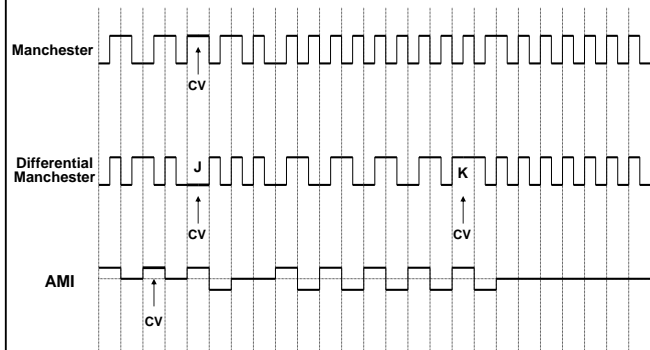 Manchester
CV
Differential
Manchester
J
K
CV
CV
AMI
CV